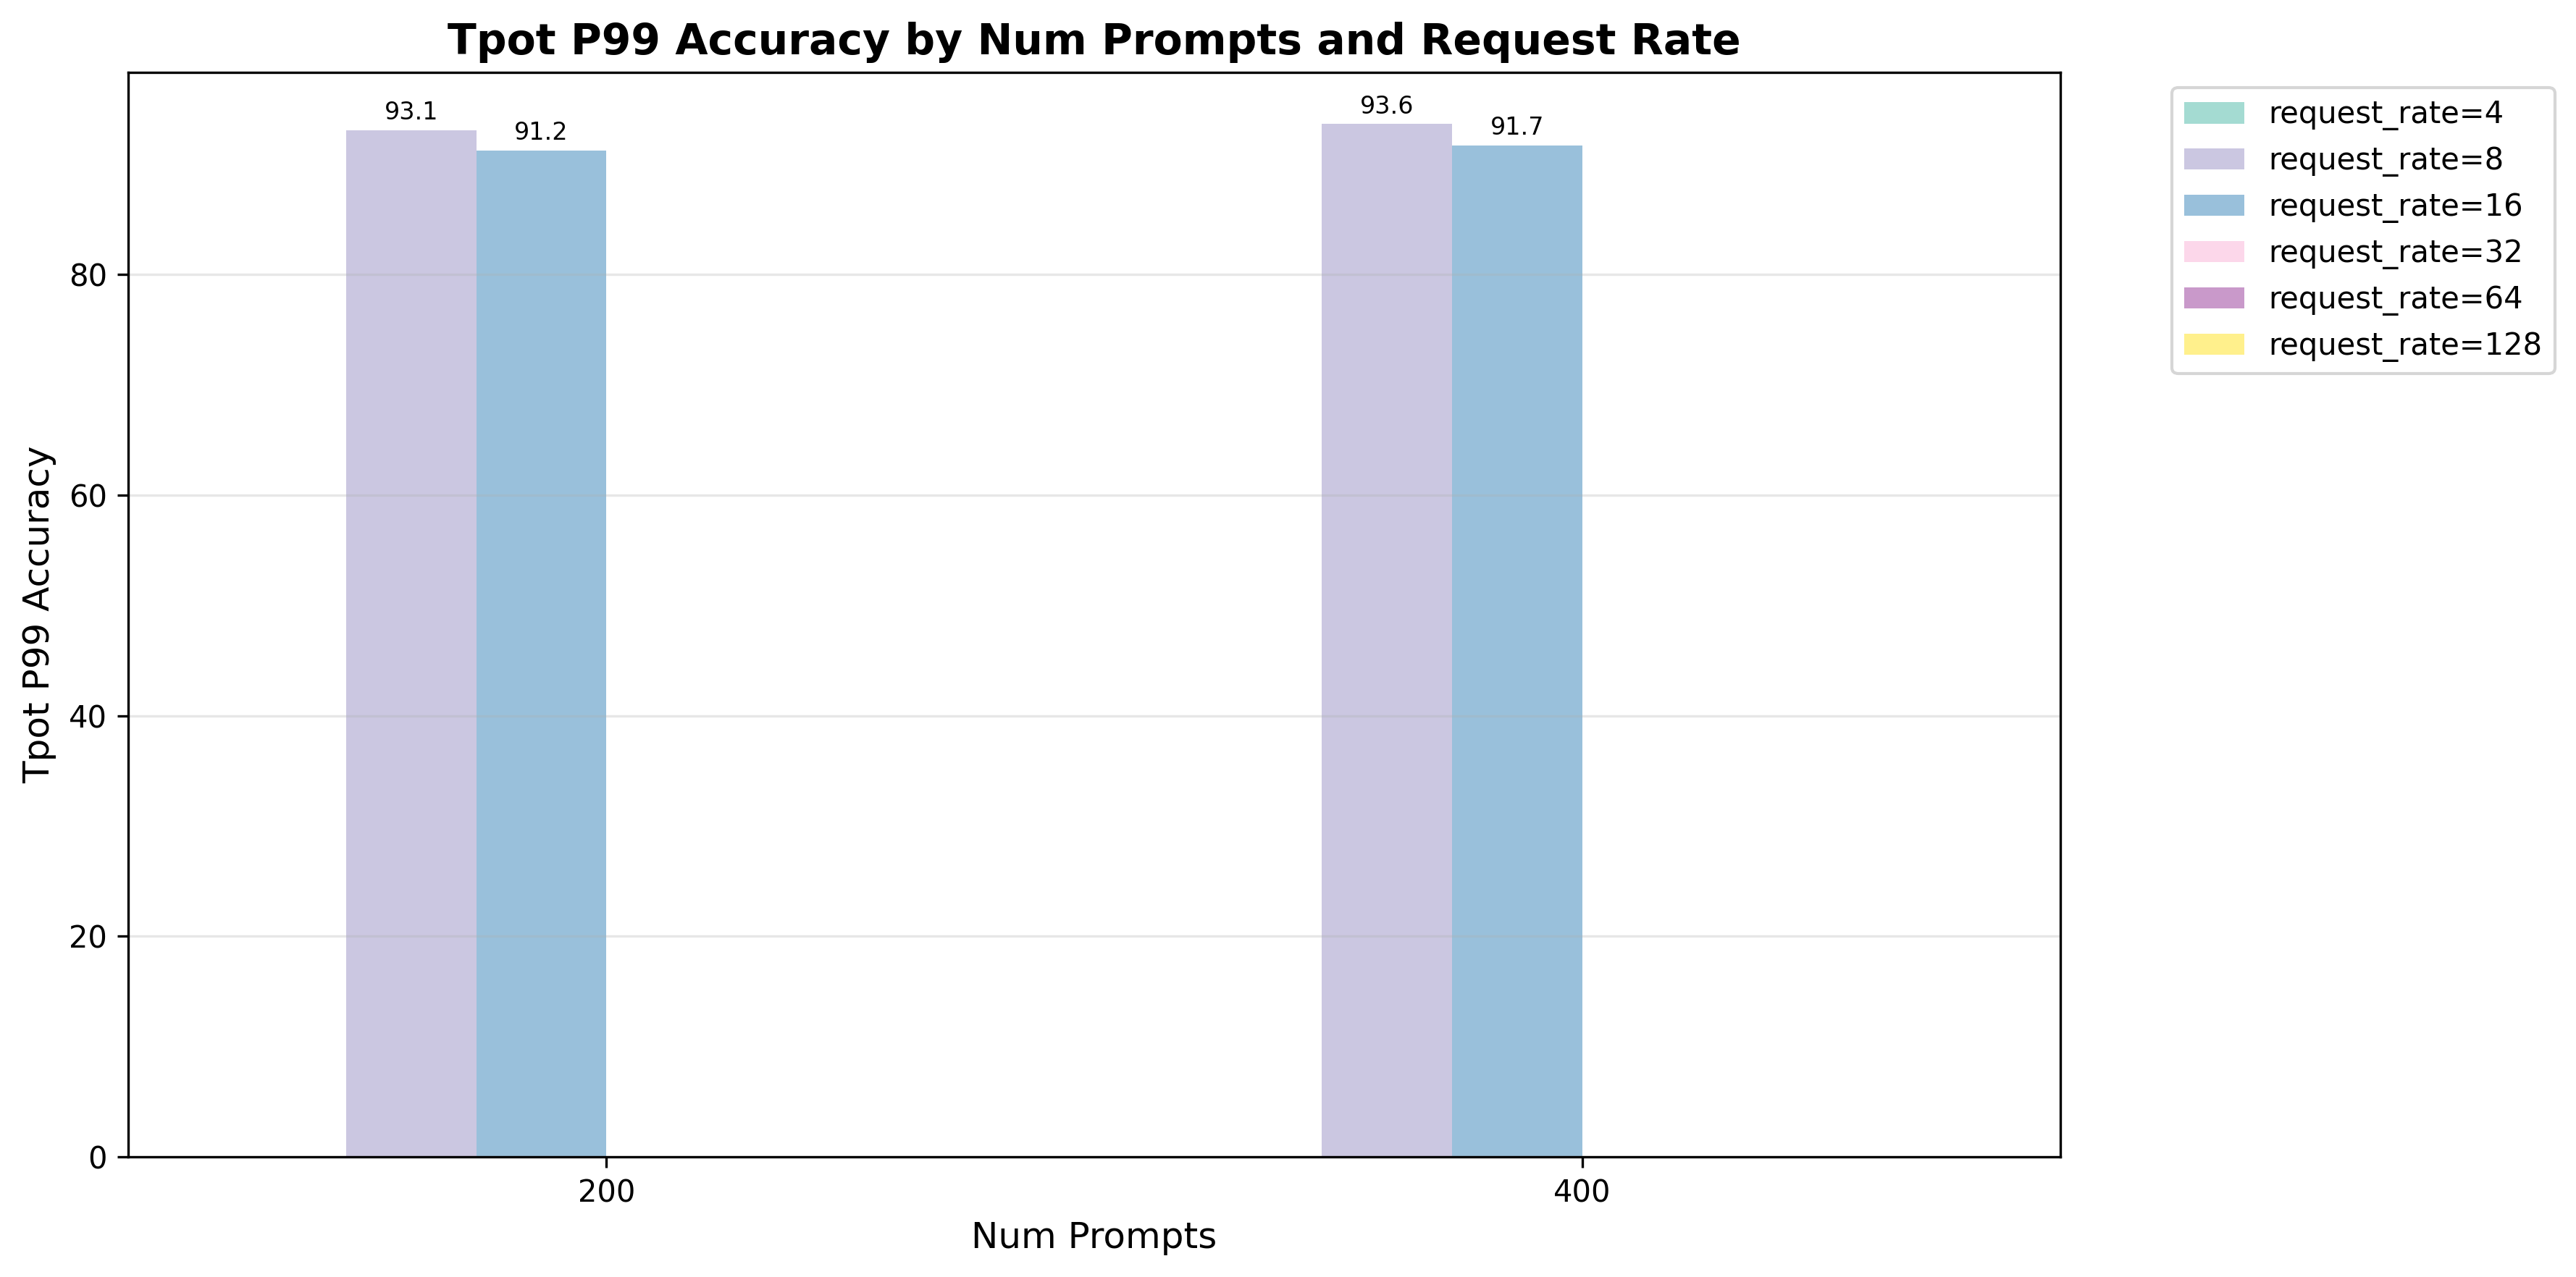 Tpot P99 Accuracy by Num Prompts and Request Rate
93.1
91.2
93.6
91.7
request_rate=4
request_rate=8
request_rate=16
request_rate=32
request_rate=64
request_rate=128
Tpot P99 Accuracy
80
60
40
20
0
200
400
Num Prompts